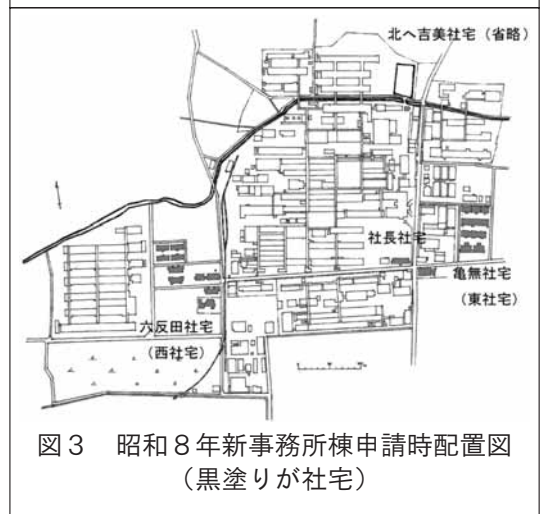 北へ吉美社宅（省略）
社長社宅
亀無社宅
（東社宅）
六反田社宅
（西社宅）
図３　昭和８年新事務所棟申請時配置図
（黒塗りが社宅）